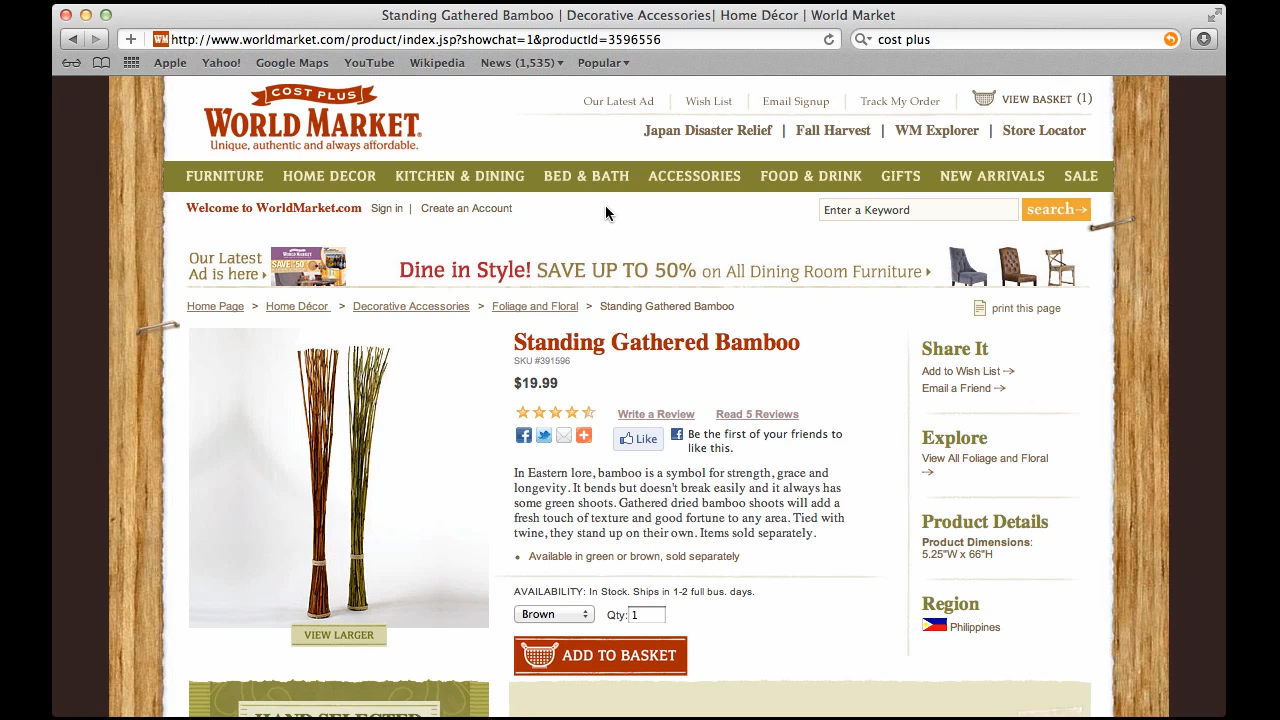 Standing Gathered Bamboo | Decorative Accessories| Home Décor | World Market
WM http://www.worldmarket.com/product/index.jsp?showchat=1&productId=3596556
cost plus
Apple Yahoo! Google Maps YouTube Wikipedia News (1,535) Popular
COST PLUS
WORLD MARKET®
Unique, authentic and always affordable.
Our Latest Ad Wish List Email Signup Track My Order VIEW BASKET (1)
Japan Disaster Relief | Fall Harvest | WM Explorer | Store Locator
FURNITURE HOME DECOR KITCHEN & DINING BED & BATH ACCESSORIES FOOD & DRINK GIFTS NEW ARRIVALS SALE
Welcome to WorldMarket.com Sign in | Create an Account
Enter a Keyword search
Our Latest
Ad is here
Dine in Style! SAVE UP TO 50% on All Dining Room Furniture
Home Page > Home Décor > Decorative Accessories > Foliage and Floral > Standing Gathered Bamboo
print this page
Standing Gathered Bamboo
SKU #391596
$19.99
Write a Review Read 5 Reviews
Like Be the first of your friends to
like this.
In Eastern lore, bamboo is a symbol for strength, grace and
longevity. It bends but doesn't break easily and it always has
some green shoots. Gathered dried bamboo shoots will add a
fresh touch of texture and good fortune to any area. Tied with
twine, they stand up on their own. Items sold separately.
• Available in green or brown, sold separately
AVAILABILITY: In Stock. Ships in 1-2 full bus. days.
Brown Qty: 1
ADD TO BASKET
VIEW LARGER
Share It
Add to Wish List
Email a Friend
Explore
View All Foliage and Floral
Product Details
Product Dimensions:
5.25"W x 66"H
Region
Philippines
HAND SELECTED